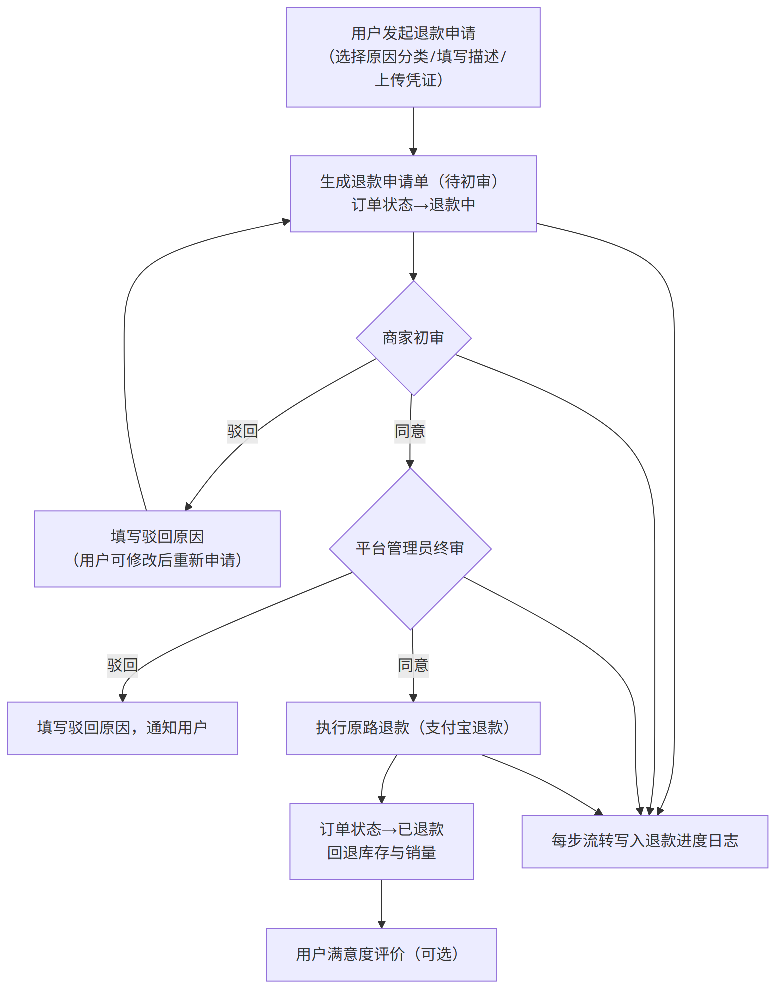 用户发起退款申请
（选择原因分类/填写描述/
上传凭证）
生成退款申请单（待初审）
订单状态→退款中
商家初审
驳回
同意
填写驳回原因
（用户可修改后重新申请）
平台管理员终审
驳回
同意
填写驳回原因，通知用户
执行原路退款（支付宝退款）
订单状态→已退款
回退库存与销量
每步流转写入退款进度日志
用户满意度评价（可选）